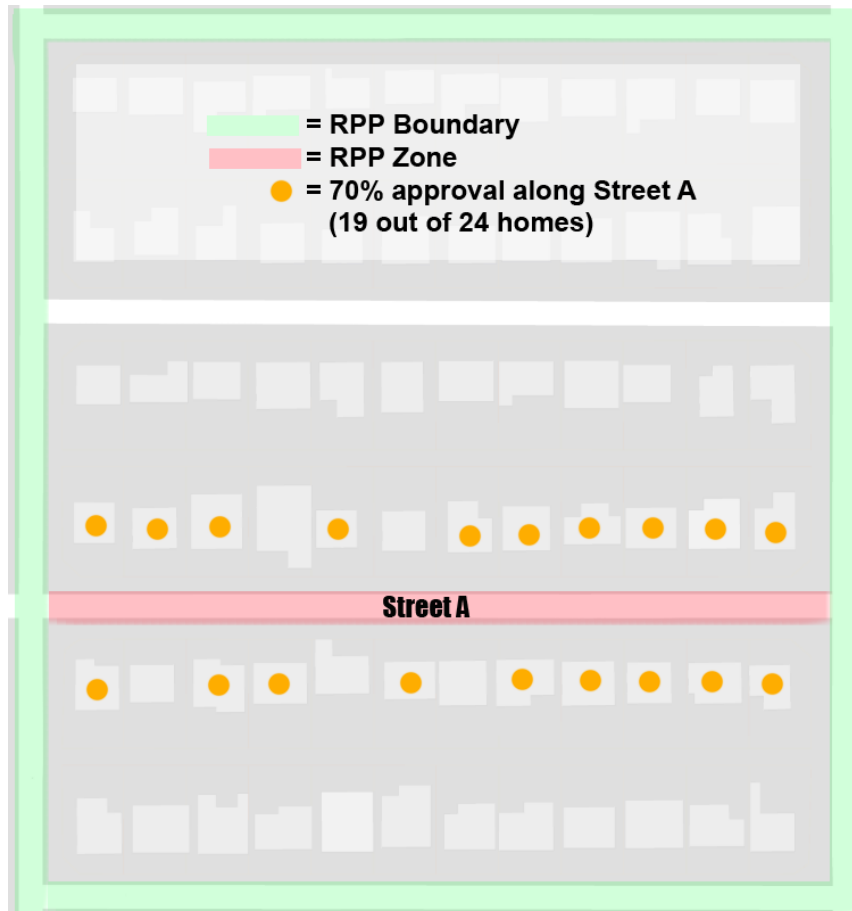 = RPP Boundary
= RPP Zone
= 70% approval along Street A
(19 out of 24 homes)
Street A